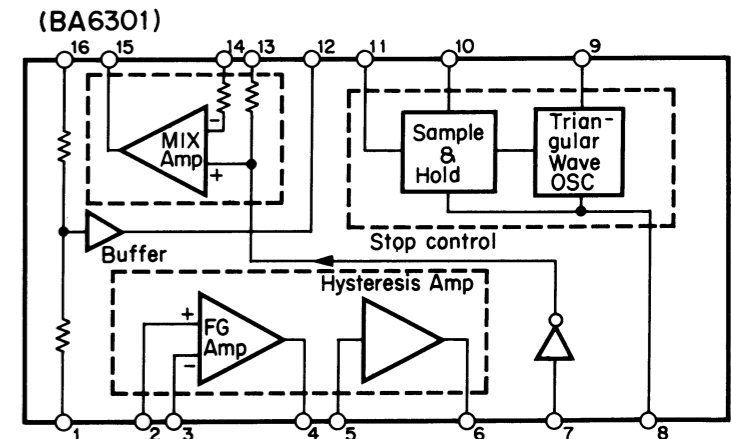 (BA6301)
16 15 14 13 12 11 10 9
MIX
Amp
-
+
Sample
&
Hold
Trian-
gular
Wave
OSC
Buffer
Stop control
Hysteresis Amp
+
FG
Amp
-
1 2 3 4 5 6 7 8